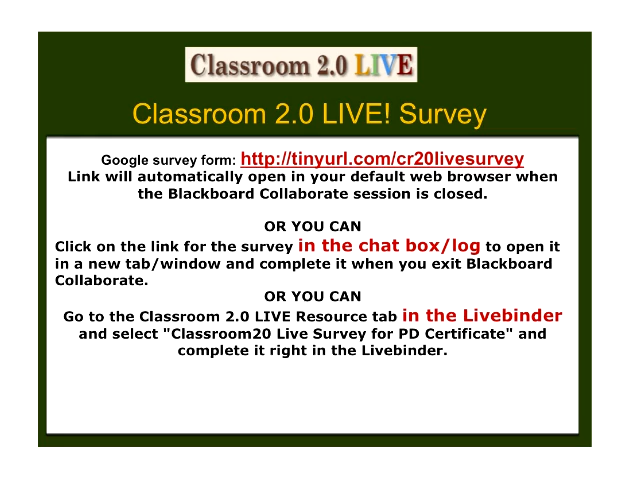 Classroom 2.0 LIVE
Classroom 2.0 LIVE! Survey
Google survey form: http://tinyurl.com/cr20livesurvey
Link will automatically open in your default web browser when
the Blackboard Collaborate session is closed.
OR YOU CAN
Click on the link for the survey in the chat box/log to open it
in a new tab/window and complete it when you exit Blackboard
Collaborate.
OR YOU CAN
Go to the Classroom 2.0 LIVE Resource tab in the Livebinder
and select "Classroom20 Live Survey for PD Certificate" and
complete it right in the Livebinder.